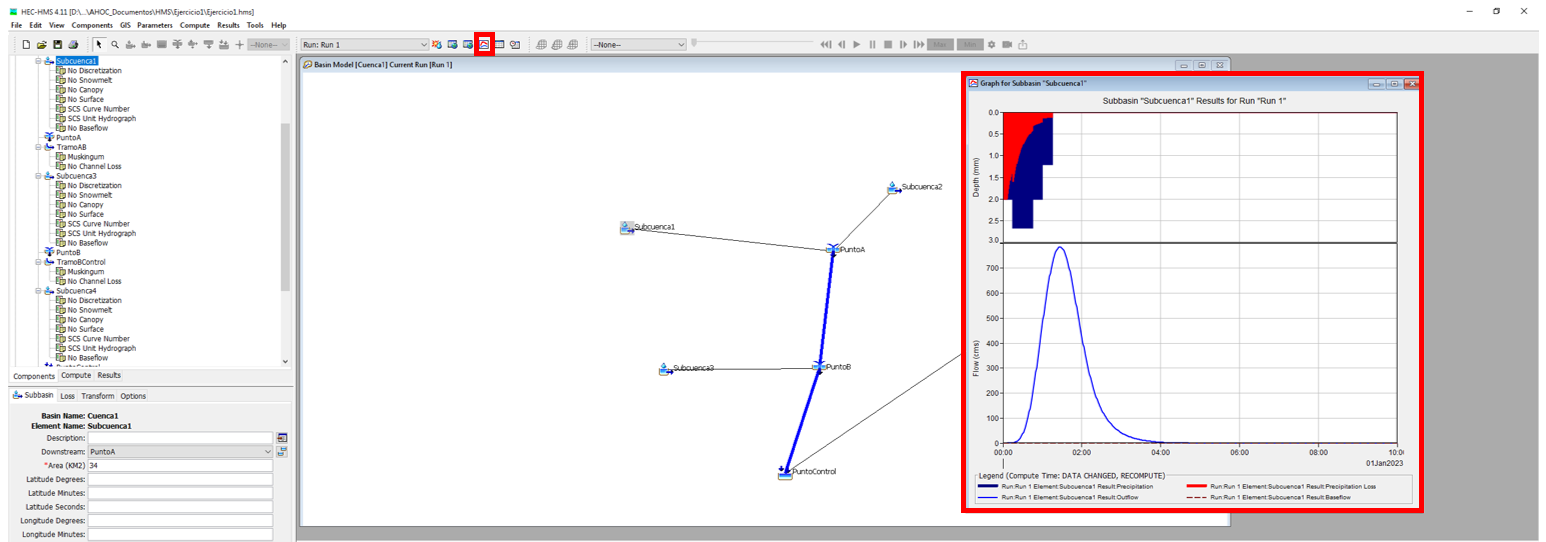 HEC-HMS 4.11 [D:\...\AHOC_Documentos\HMS\Ejercicio1\Ejercicio1.hms]
File Edit View Components GIS Parameters Compute Results Tools Help
--None-- Run: Run 1 --None-- Max Min
Subcuenca1
No Discretization
No Snowmelt
No Canopy
No Surface
SCS Curve Number
SCS Unit Hydrograph
No Baseflow
PuntoA
TramoAB
Muskingum
No Channel Loss
Subcuenca3
No Discretization
No Snowmelt
No Canopy
No Surface
SCS Curve Number
SCS Unit Hydrograph
No Baseflow
PuntoB
TramoBControl
Muskingum
No Channel Loss
Subcuenca4
No Discretization
No Snowmelt
No Canopy
No Surface
SCS Curve Number
SCS Unit Hydrograph
No Baseflow
Components Compute Results
Subbasin Loss Transform Options
Basin Name: Cuenca1
Element Name: Subcuenca1
Description:
Downstream: PuntoA
*Area (KM2) 34
Latitude Degrees:
Latitude Minutes:
Latitude Seconds:
Longitude Degrees:
Longitude Minutes:
Basin Model [Cuenca1] Current Run [Run 1]
Subcuenca2
Subcuenca1
PuntoA
Subcuenca3
PuntoB
PuntoControl
Graph for Subbasin "Subcuenca1"
Subbasin "Subcuenca1" Results for Run "Run 1"
Depth (mm)
0.0
0.5
1.0
1.5
2.0
2.5
3.0
Flow (cms)
700
600
500
400
300
200
100
0
00:00 02:00 04:00 06:00 08:00 10:00
01Jan2023
Legend (Compute Time: DATA CHANGED, RECOMPUTE)
Run:Run 1 Element:Subcuenca1 Result:Precipitation Run:Run 1 Element:Subcuenca1 Result:Precipitation Loss
Run:Run 1 Element:Subcuenca1 Result:Outflow Run:Run 1 Element:Subcuenca1 Result:Baseflow